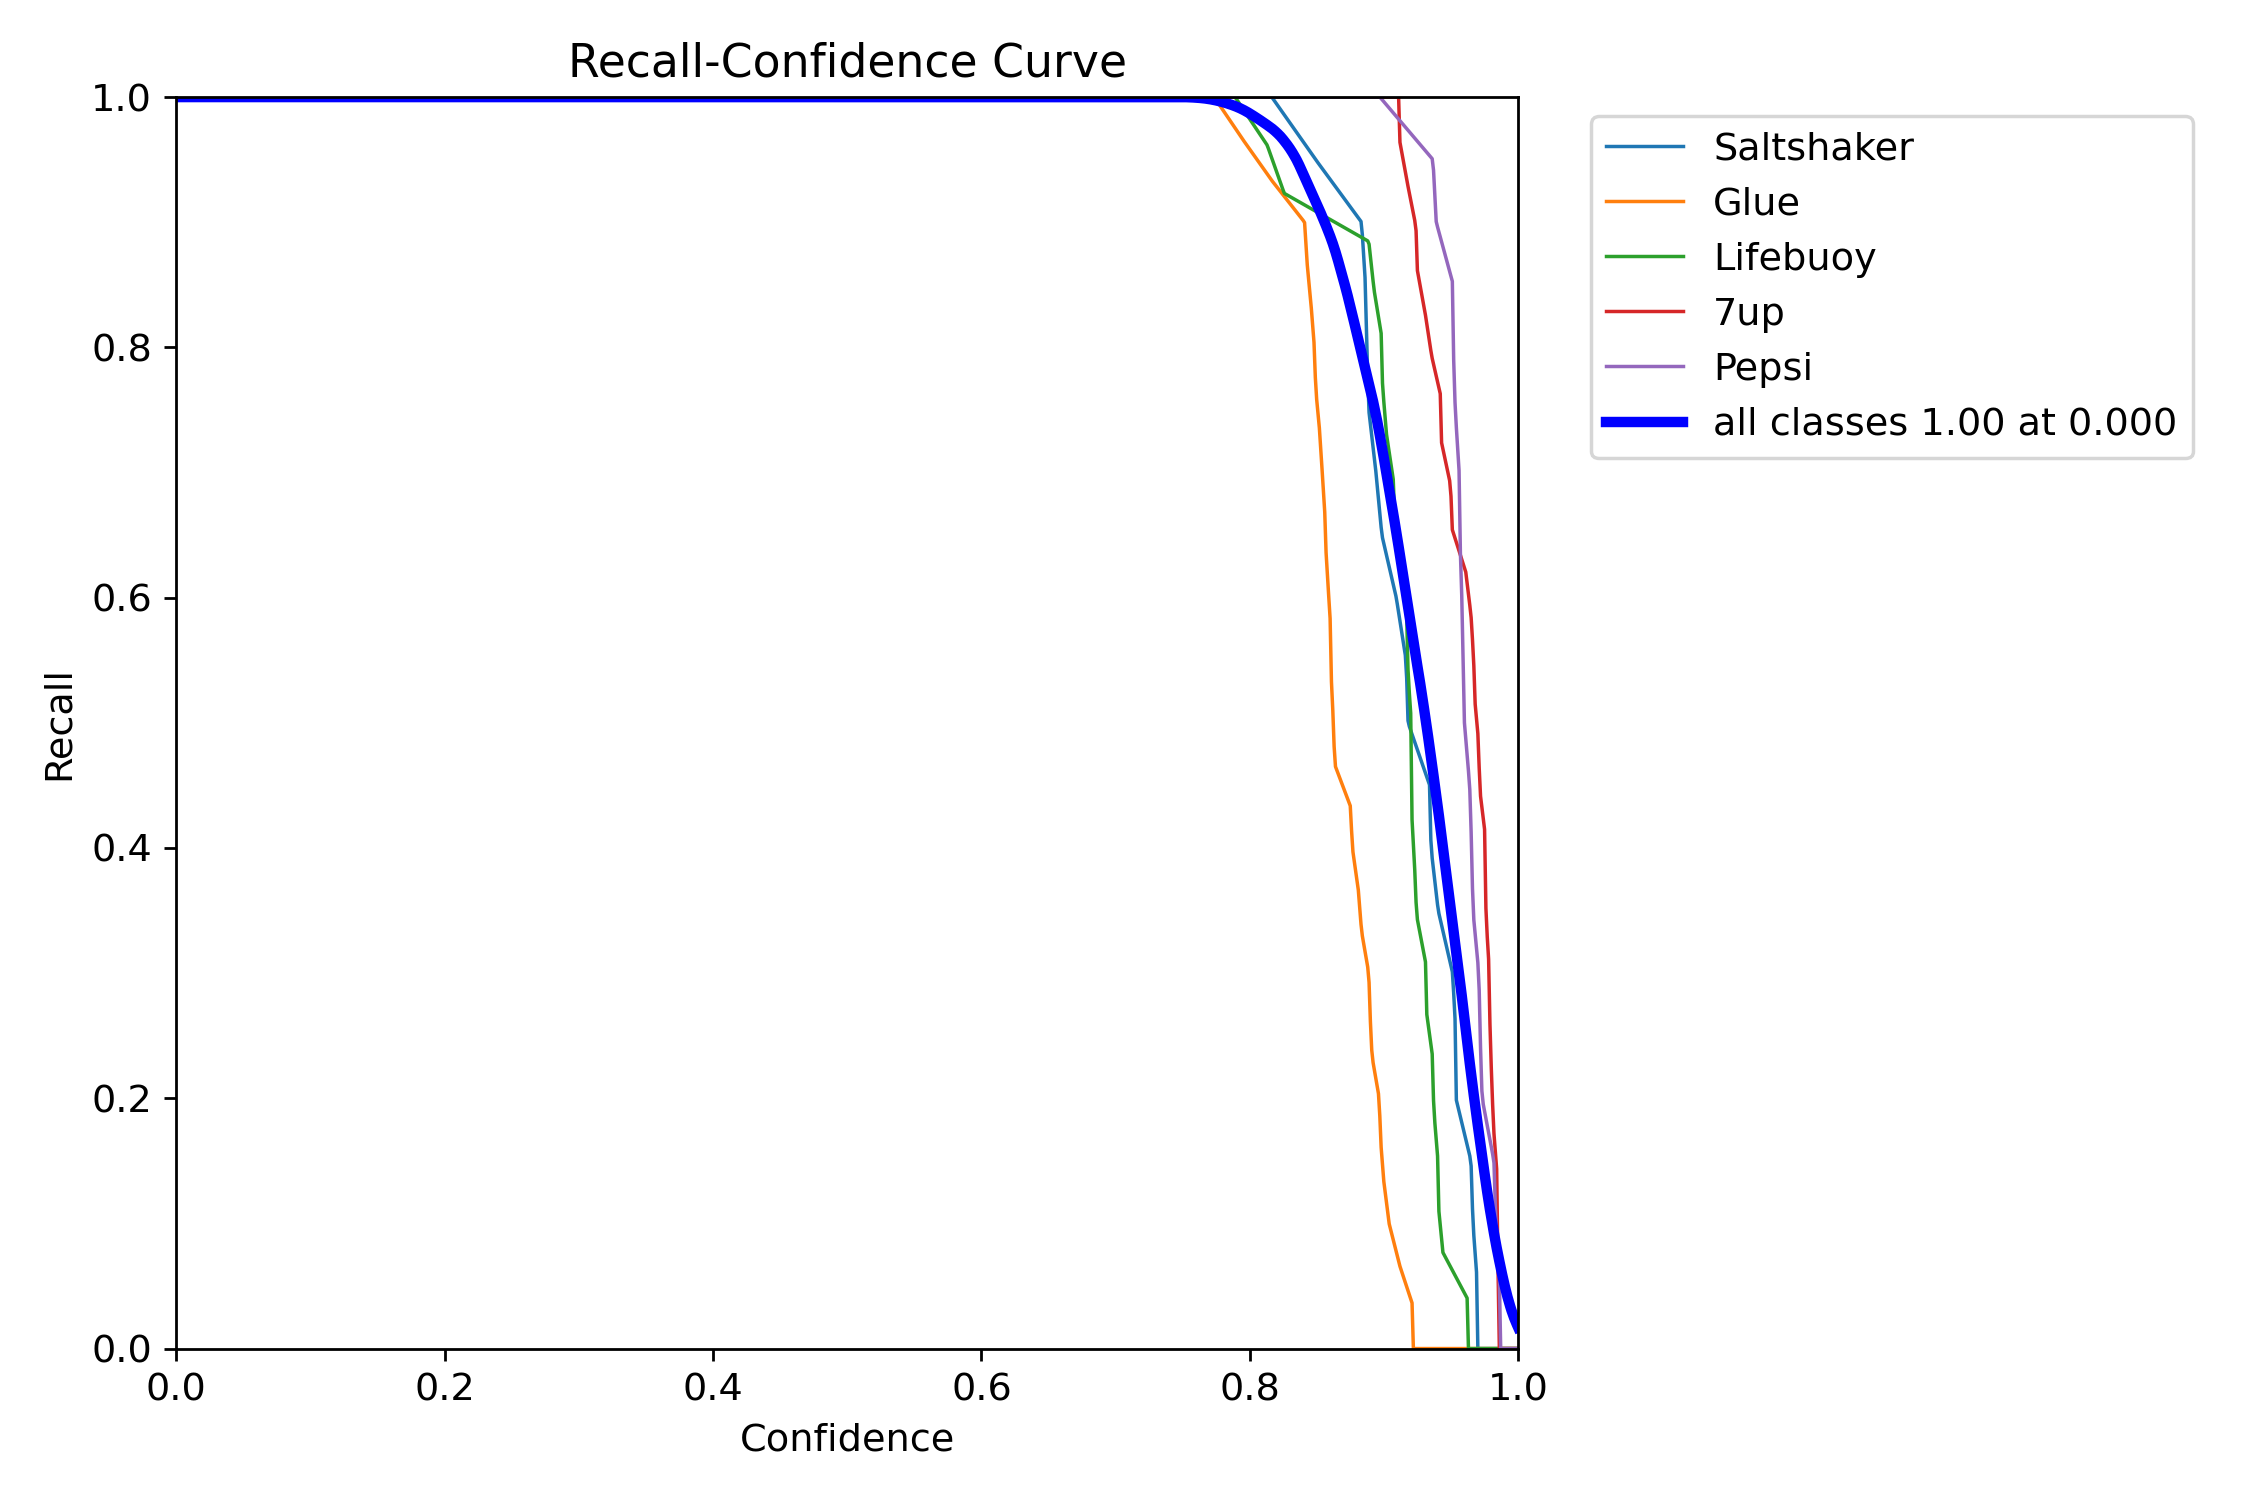 Recall-Confidence Curve
1.0
0.8
0.6
0.4
0.2
0.0
Recall
0.0 0.2 0.4 0.6 0.8 1.0
Confidence
Saltshaker
Glue
Lifebuoy
7up
Pepsi
all classes 1.00 at 0.000